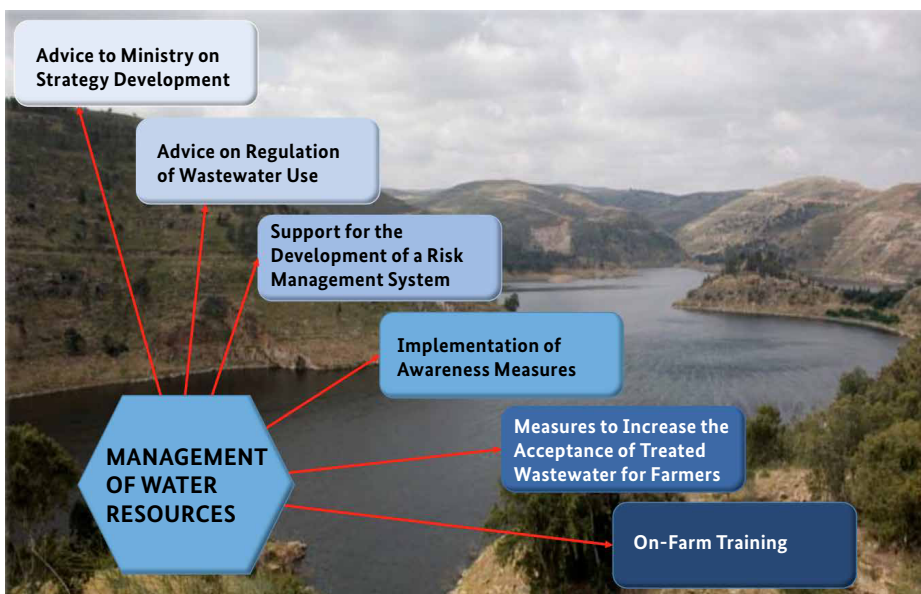 Advice to Ministry on
Strategy Development
Advice on Regulation
of Wastewater Use
Support for the
Development of a Risk
Management System
Implementation of
Awareness Measures
Measures to Increase the
Acceptance of Treated
Wastewater for Farmers
On-Farm Training
MANAGEMENT
OF WATER
RESOURCES